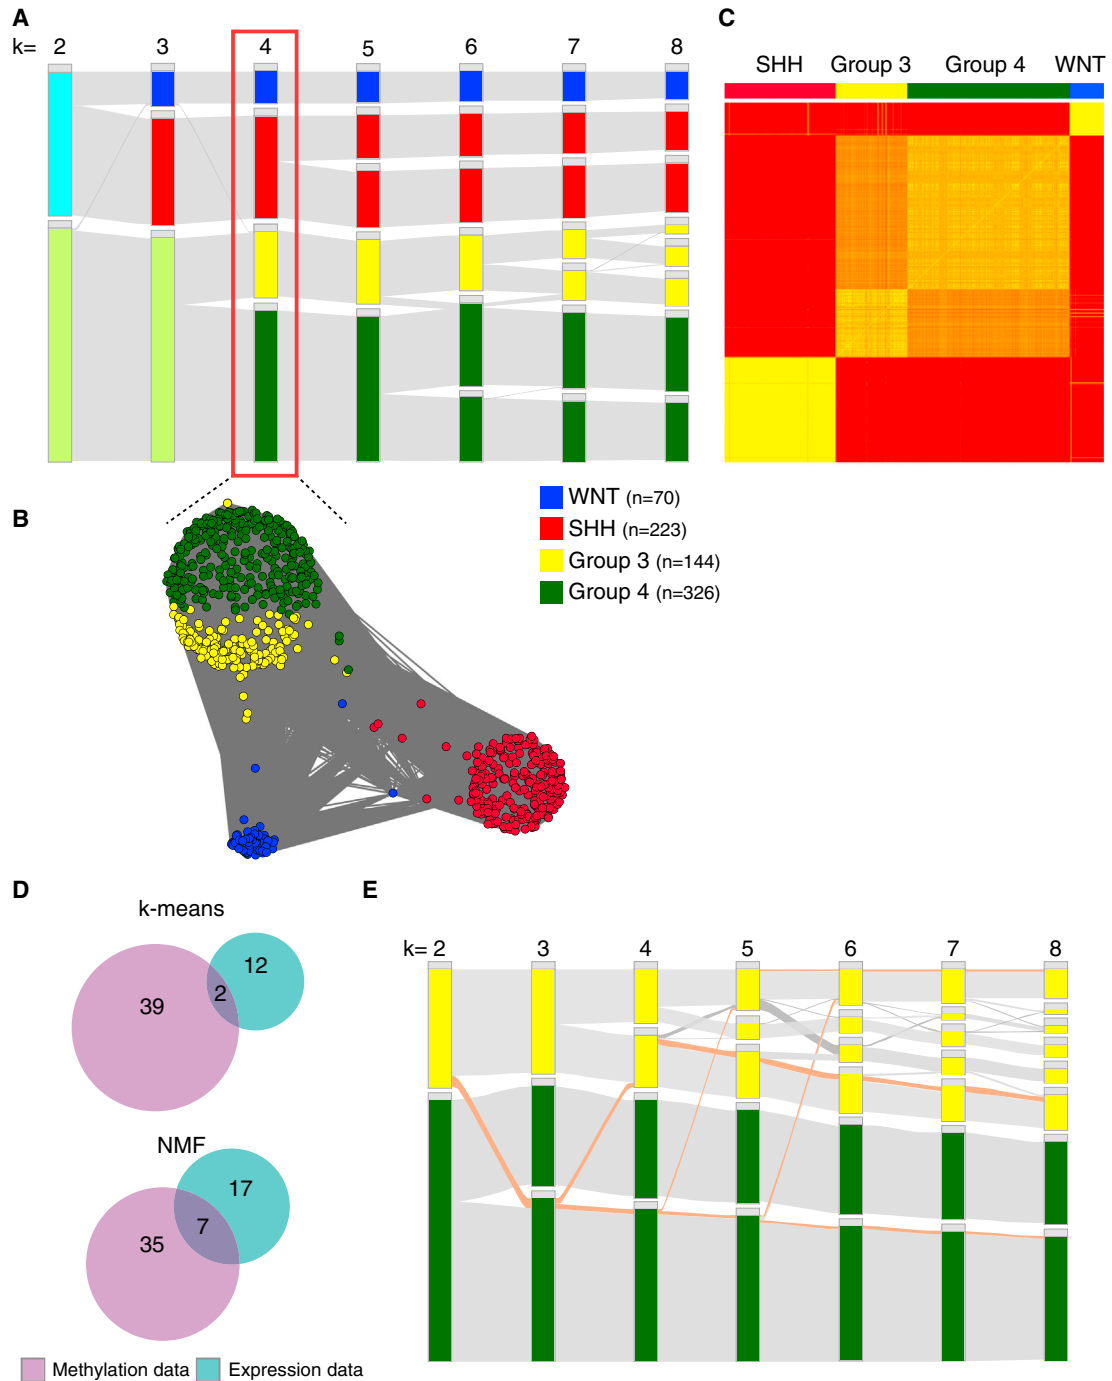 A
k= 2 3 4 5 6 7 8
C
SHH Group 3 Group 4 WNT
WNT (n=70)
SHH (n=223)
Group 3 (n=144)
Group 4 (n=326)
B
D
k-means
39
2
12
NMF
35
7
17
Methylation data
Expression data
E
k= 2 3 4 5 6 7 8